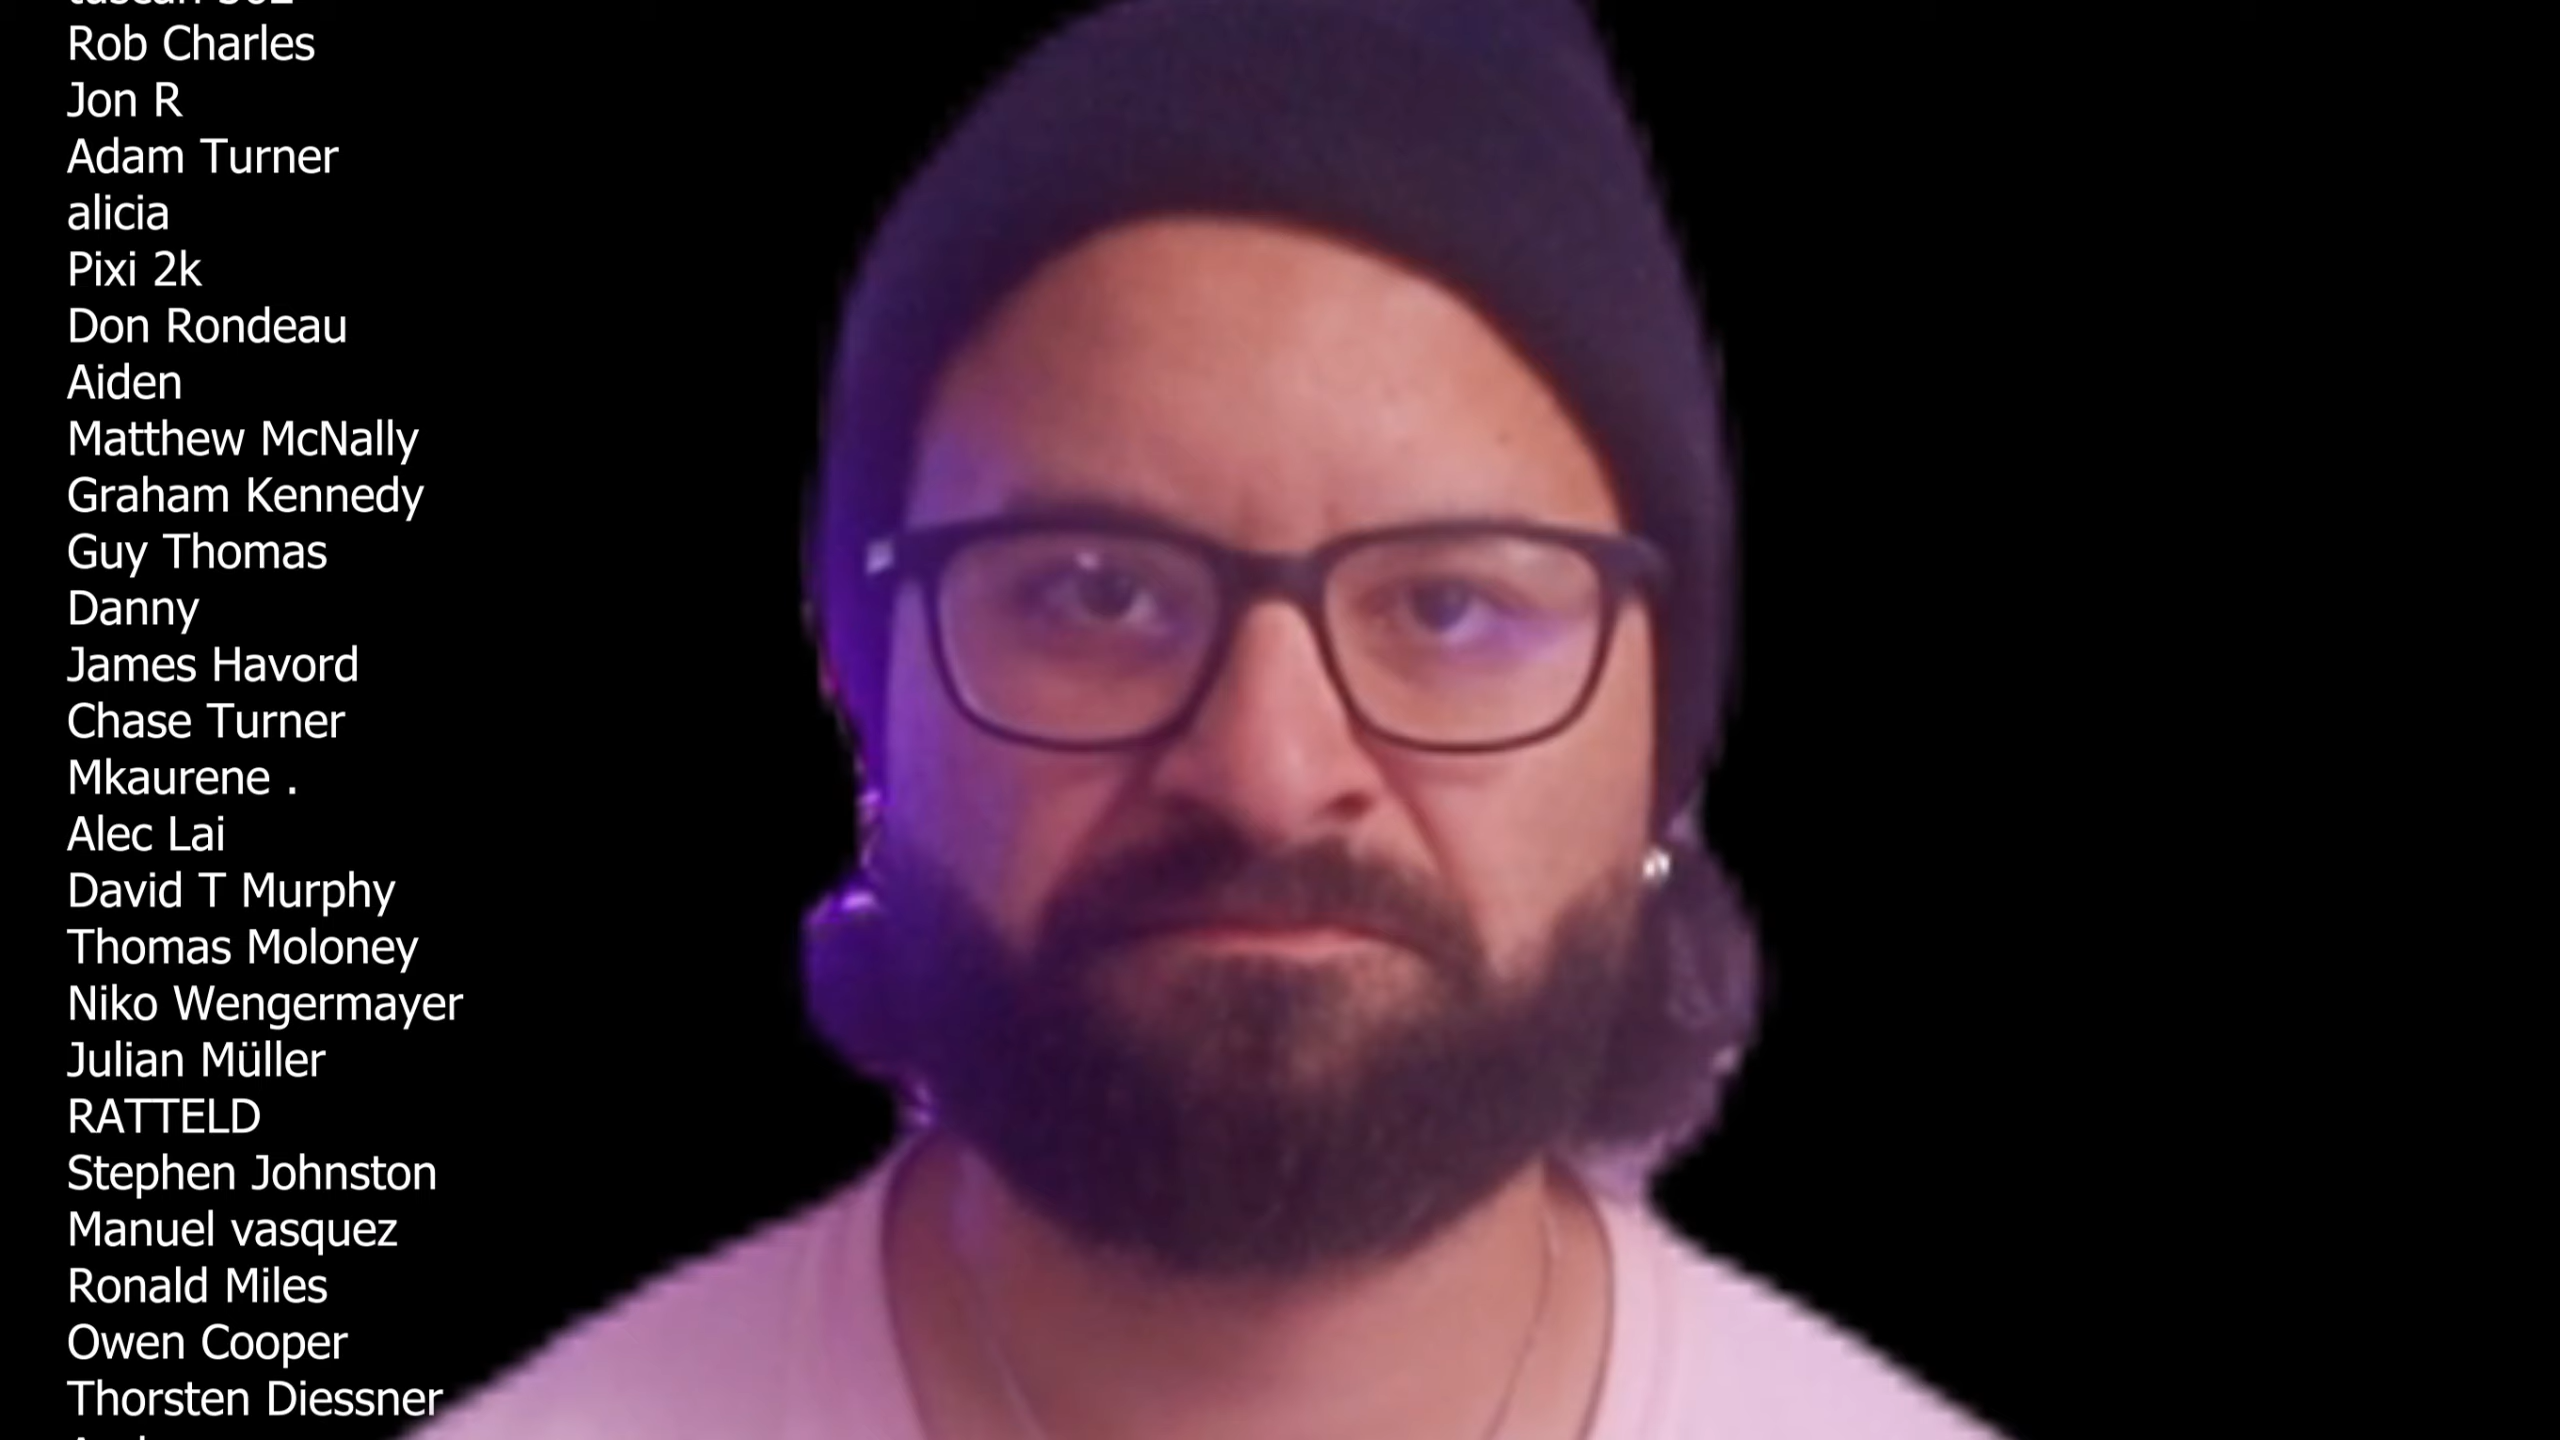 Rob Charles
Jon R
Adam Turner
alicia
Pixi 2k
Don Rondeau
Aiden
Matthew McNally
Graham Kennedy
Guy Thomas
Danny
James Havord
Chase Turner
Mkaurene .
Alec Lai
David T Murphy
Thomas Moloney
Niko Wengermayer
Julian Müller
RATTELD
Stephen Johnston
Manuel vasquez
Ronald Miles
Owen Cooper
Thorsten Diessner